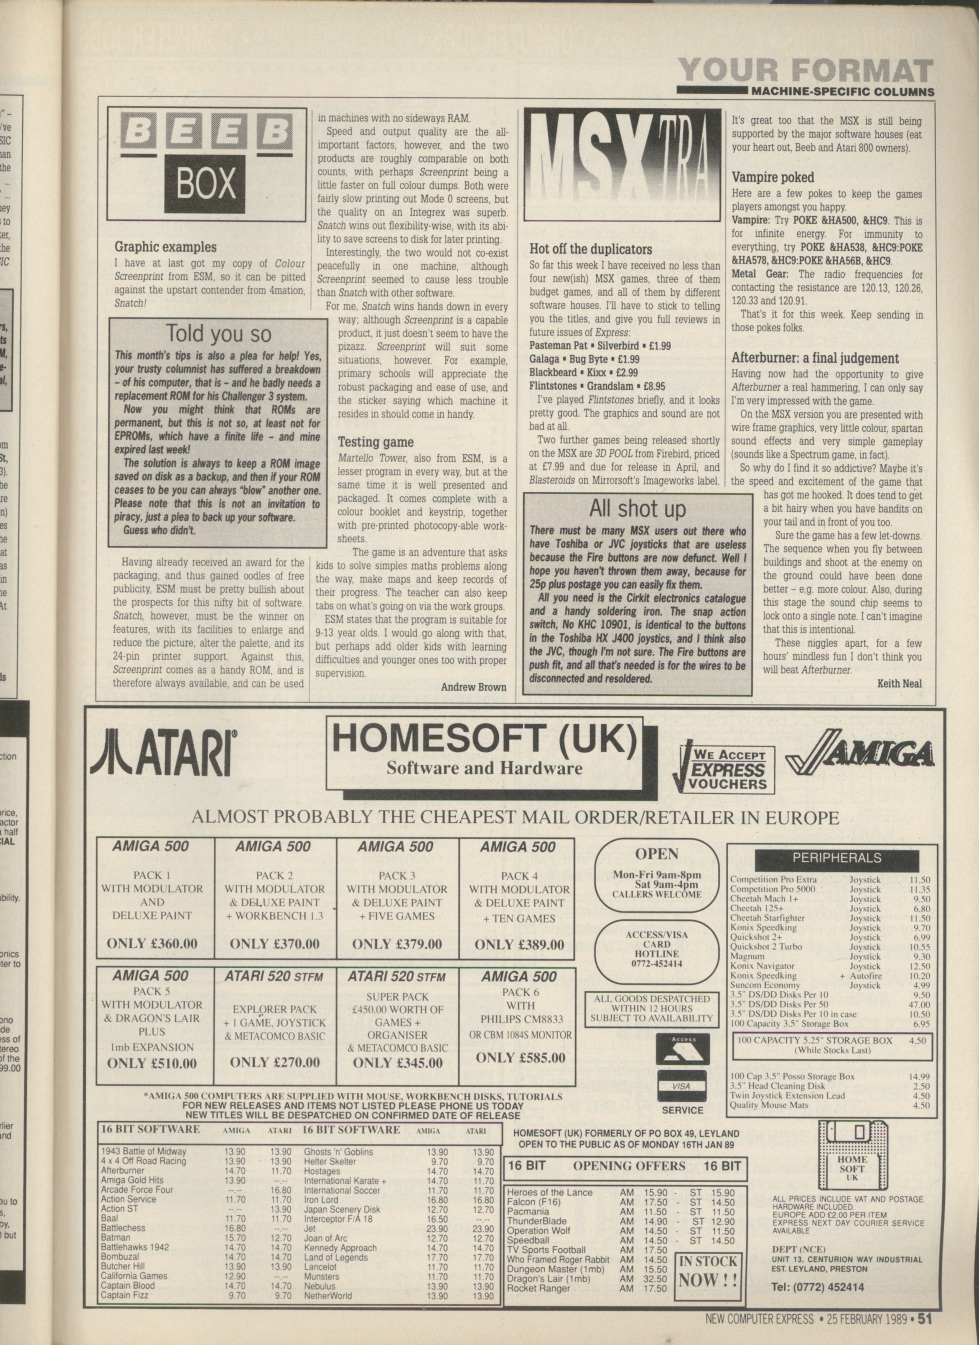 YOUR FORMAT
MACHINE-SPECIFIC COLUMNS
BEEB
BOX
Graphic examples
I have at last got my copy of Colour
Screenprint from ESM, so it can be pitted
against the upstart contender from 4mation,
Snatch!
Told you so
This month's tips is also a plea for help! Yes,
your trusty columnist has suffered a breakdown
– of his computer, that is – and he badly needs a
replacement ROM for his Challenger 3 system.
Now you might think that ROMs are
permanent, but this is not so, at least not for
EPROMs, which have a finite life – and mine
expired last week!
The solution is always to keep a ROM image
saved on disk as a backup, and then if your ROM
ceases to be you can always "blow" another one.
Please note that this is not an invitation to
piracy, just a plea to back up your software.
Guess who didn't.
Having already received an award for the
packaging, and thus gained oodles of free
publicity, ESM must be pretty bullish about
the prospects for this nifty bit of software.
Snatch, however, must be the winner on
features, with its facilities to enlarge and
reduce the picture, alter the palette, and its
24-pin printer support. Against this,
Screenprint comes as a handy ROM, and is
therefore always available, and can be used
in machines with no sideways RAM.
Speed and output quality are the all-
important factors, however, and the two
products are roughly comparable on both
counts, with perhaps Screenprint being a
little faster on full colour dumps. Both were
fairly slow printing out Mode 0 screens, but
the quality on an Integrex was superb.
Snatch wins out flexibility-wise, with its abi-
lity to save screens to disk for later printing.
Interestingly, the two would not co-exist
peacefully in one machine, although
Screenprint seemed to cause less trouble
than Snatch with other software.
For me, Snatch wins hands down in every
way; although Screenprint is a capable
product, it just doesn't seem to have the
pizazz. Screenprint will suit some
situations, however. For example,
primary schools will appreciate the
robust packaging and ease of use, and
the sticker saying which machine it
resides in should come in handy.
Testing game
Martello Tower, also from ESM, is a
lesser program in every way, but at the
same time it is well presented and
packaged. It comes complete with a
colour booklet and keystrip, together
with pre-printed photocopy-able work-
sheets.
The game is an adventure that asks
kids to solve simple maths problems along
the way, make maps and keep records of
their progress. The teacher can also keep
tabs on what's going on via the work groups.
ESM states that the program is suitable for
9-13 year olds. I would go along with that,
but perhaps add older kids with learning
difficulties and younger ones too with proper
supervision.
Andrew Brown
MSXTRA
Hot off the duplicators
So far this week I have received no less than
four new(ish) MSX games, three of them
budget games, and all of them by different
software houses. I'll have to stick to telling
you the titles, and give you full reviews in
future issues of Express:
Pasteman Pat • Silverbird • £1.99
Galaga • Bug Byte • £1.99
Blackbeard • Kixx • £2.99
Flintstones • Grandslam • £8.95
I've played Flintstones briefly, and it looks
pretty good. The graphics and sound are not
bad at all.
Two further games being released shortly
on the MSX are 3D POOL from Firebird, priced
at £7.99 and due for release in April, and
Blasteroids on Mirrorsoft's Imageworks label.
All shot up
There must be many MSX users out there who
have Toshiba or JVC joysticks that are useless
because the Fire buttons are now defunct. Well I
hope you haven't thrown them away, because for
25p plus postage you can easily fix them.
All you need is the Cirkit electronics catalogue
and a handy soldering iron. The snap action
switch, No KHC 10901, is identical to the buttons
in the Toshiba HX J400 joystics, and I think also
the JVC, though I'm not sure. The Fire buttons are
push fit, and all that's needed is for the wires to be
disconnected and resoldered.
It's great too that the MSX is still being
supported by the major software houses (eat
your heart out, Beeb and Atari 800 owners).
Vampire poked
Here are a few pokes to keep the games
players amongst you happy.
Vampire: Try POKE &HA500, &HC9. This is
for infinite energy. For immunity to
everything, try POKE &HA538, &HC9:POKE
&HA578, &HC9:POKE &HA56B, &HC9.
Metal Gear: The radio frequencies for
contacting the resistance are 120.13, 120.26,
120.33 and 120.91.
That's it for this week. Keep sending in
those pokes folks.
Afterburner: a final judgement
Having now had the opportunity to give
Afterburner a real hammering, I can only say
I'm very impressed with the game.
On the MSX version you are presented with
wire frame graphics, very little colour, spartan
sound effects and very simple gameplay
(sounds like a Spectrum game, in fact).
So why do I find it so addictive? Maybe it's
the speed and excitement of the game that
has got me hooked. It does tend to get
a bit hairy when you have bandits on
your tail and in front of you too.
Sure the game has a few let-downs.
The sequence when you fly between
buildings and shoot at the enemy on
the ground could have been done
better – e.g. more colour. Also, during
this stage the sound chip seems to
lock onto a single note. I can't imagine
that this is intentional.
These niggles apart, for a few
hours' mindless fun I don't think you
will beat Afterburner.
Keith Neal
ATARI®
HOMESOFT (UK)
Software and Hardware
WE ACCEPT
EXPRESS
VOUCHERS
AMIGA
ALMOST PROBABLY THE CHEAPEST MAIL ORDER/RETAILER IN EUROPE
AMIGA 500
PACK 1
WITH MODULATOR
AND
DELUXE PAINT
ONLY £360.00
AMIGA 500
PACK 2
WITH MODULATOR
& DELUXE PAINT
+ WORKBENCH 1.3
ONLY £370.00
AMIGA 500
PACK 3
WITH MODULATOR
& DELUXE PAINT
+ FIVE GAMES
ONLY £379.00
AMIGA 500
PACK 4
WITH MODULATOR
& DELUXE PAINT
+ TEN GAMES
ONLY £389.00
AMIGA 500
PACK 5
WITH MODULATOR
& DRAGON'S LAIR
PLUS
1mb EXPANSION
ONLY £510.00
ATARI 520 STFM
EXPLORER PACK
+ 1 GAME, JOYSTICK
& METACOMCO BASIC
ONLY £270.00
ATARI 520 STFM
SUPER PACK
£450.00 WORTH OF
GAMES +
ORGANISER
& METACOMCO BASIC
ONLY £345.00
AMIGA 500
PACK 6
WITH
PHILIPS CM8833
OR CBM 1084S MONITOR
ONLY £585.00
OPEN
Mon-Fri 9am-8pm
Sat 9am-4pm
CALLERS WELCOME
ACCESS/VISA
CARD
HOTLINE
0772-452414
ALL GOODS DESPATCHED
WITHIN 12 HOURS
SUBJECT TO AVAILABILITY
Access
VISA
SERVICE
PERIPHERALS
Competition Pro Extra Joystick 11.50
Competition Pro 5000 Joystick 11.35
Cheetah Mach 1+ Joystick 9.50
Cheetah 125+ Joystick 6.80
Cheetah Starfighter Joystick 11.50
Konix Speedking Joystick 9.70
Quickshot 2+ Joystick 6.99
Quickshot 2 Turbo Joystick 10.55
Magnum Joystick 9.30
Konix Navigator Joystick 12.50
Konix Speedking + Autofire 10.20
Suncom Economy Joystick 4.99
3.5" DS/DD Disks Per 10 9.50
3.5" DS/DD Disks Per 50 47.00
3.5" DS/DD Disks Per 10 in case 10.50
100 Capacity 3.5" Storage Box 6.95
100 CAPACITY 5.25" STORAGE BOX 4.50
(While Stocks Last)
100 Cap 3.5" Posso Storage Box 14.99
3.5" Head Cleaning Disk 2.50
Twin Joystick Extension Lead 4.50
Quality Mouse Mats 4.50
*AMIGA 500 COMPUTERS ARE SUPPLIED WITH MOUSE, WORKBENCH DISKS, TUTORIALS
FOR NEW RELEASES AND ITEMS NOT LISTED PLEASE PHONE US TODAY
NEW TITLES WILL BE DESPATCHED ON CONFIRMED DATE OF RELEASE
16 BIT SOFTWARE AMIGA ATARI
1943 Battle of Midway 13.90 13.90
4 x 4 Off Road Racing 13.90 13.90
Afterburner 14.70 11.70
Amiga Gold Hits 13.90 --.--
Arcade Force Four --.-- 16.80
Action Service 11.70 11.70
Action ST --.-- 13.90
Baal 11.70 11.70
Battlechess 16.80 --.--
Batman 15.70 12.70
Battlehawks 1942 14.70 14.70
Bombuzal 14.70 14.70
Butcher Hill 13.90 13.90
California Games 12.90 --.--
Captain Blood 14.70 14.70
Captain Fizz 9.70 9.70
16 BIT SOFTWARE AMIGA ATARI
Ghosts 'n' Goblins 13.90 13.90
Helter Skelter 9.70 9.70
Hostages 14.70 14.70
International Karate + 14.70 11.70
International Soccer 11.70 11.70
Iron Lord 16.80 16.80
Japan Scenery Disk 12.70 12.70
Interceptor F/A 18 16.50 --.--
Jet 23.90 23.90
Joan of Arc 12.70 12.70
Kennedy Approach 14.70 14.70
Land of Legends 17.70 17.70
Lancelot 11.70 11.70
Munsters 11.70 11.70
Nebulus 13.90 13.90
NetherWorld 13.90 13.90
HOMESOFT (UK) FORMERLY OF PO BOX 49, LEYLAND
OPEN TO THE PUBLIC AS OF MONDAY 16TH JAN 89
16 BIT OPENING OFFERS 16 BIT
Heroes of the Lance AM 15.90 - ST 15.90
Falcon (F16) AM 17.50 - ST 14.50
Pacmania AM 11.50 - ST 11.50
ThunderBlade AM 14.90 - ST 12.90
Operation Wolf AM 14.50 - ST 11.50
Speedball AM 14.50 - ST 14.50
TV Sports Football AM 17.50
Who Framed Roger Rabbit AM 14.50
Dungeon Master (1mb) AM 15.50
Dragon's Lair (1mb) AM 32.50
Rocket Ranger AM 17.50
IN STOCK
NOW !!
HOME
SOFT
UK
ALL PRICES INCLUDE VAT AND POSTAGE.
HARDWARE INCLUDED.
EUROPE ADD £2.00 PER ITEM
EXPRESS NEXT DAY COURIER SERVICE
AVAILABLE
DEPT (NCE)
UNIT 13, CENTURION WAY INDUSTRIAL
EST. LEYLAND, PRESTON
Tel: (0772) 452414
NEW COMPUTER EXPRESS • 25 FEBRUARY 1989 • 51